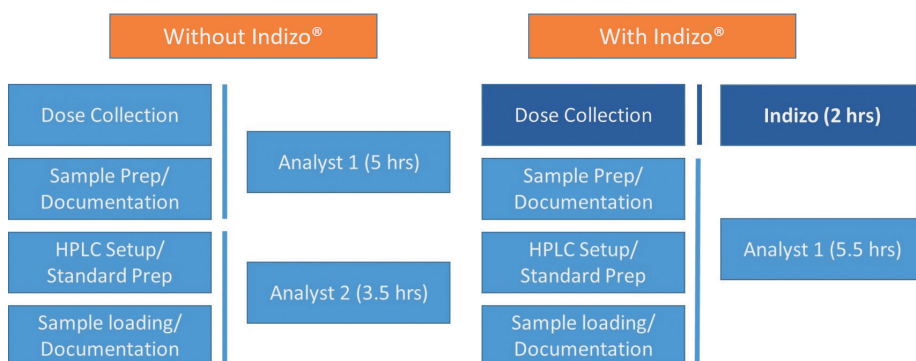 Without Indizo®
Dose Collection
Sample Prep/
Documentation
Analyst 1 (5 hrs)
HPLC Setup/
Standard Prep
Sample loading/
Documentation
Analyst 2 (3.5 hrs)
With Indizo®
Dose Collection
Indizo (2 hrs)
Sample Prep/
Documentation
HPLC Setup/
Standard Prep
Sample loading/
Documentation
Analyst 1 (5.5 hrs)